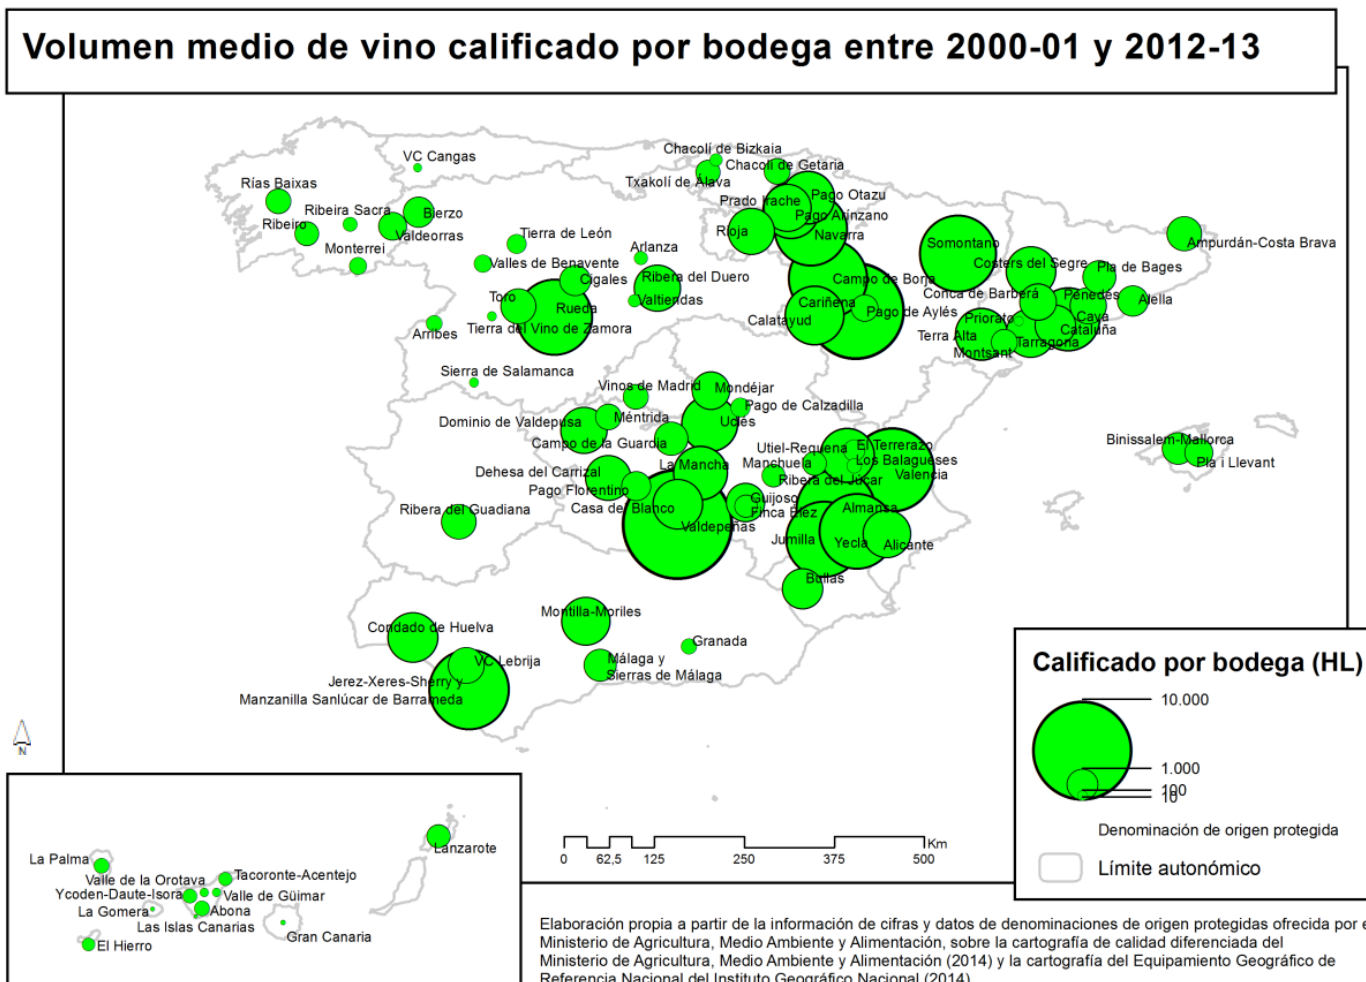 Volumen medio de vino calificado por bodega entre 2000-01 y 2012-13
Chacolí de Bizkaia
VC Cangas
Chacolí de Getaria
Txakolí de Álava
Rías Baixas
Prado Irache
Pago Otazu
Ribeira Sacra
Bierzo
Pago Arínzano
Ribeiro
Valdeorras
Rioja
Navarra
Tierra de León
Somontano
Ampurdán-Costa Brava
Monterrei
Arlanza
Valles de Benavente
Costers del Segre
Pla de Bages
Cigales
Ribera del Duero
Campo de Borja
Toro
Valtiendas
Conca de Barberá
Penedés
Alella
Rueda
Cariñena
Pago de Aylés
Calatayud
Priorato
Cava
Tierra del Vino de Zamora
Arribes
Terra Alta
Cataluña
Tarragona
Montsant
Sierra de Salamanca
Vinos de Madrid
Mondéjar
Pago de Calzadilla
Méntrida
Dominio de Valdepusa
Uclés
Campo de la Guardia
Utiel-Requena
El Terrerazo
Binissalem-Mallorca
Manchuela
Los Balagueses
Pla i Llevant
La Mancha
Dehesa del Carrizal
Valencia
Ribera del Júcar
Pago Florentino
Guijoso
Casa de Blanco
Finca Elez
Almansa
Ribera del Guadiana
Valdepeñas
Jumilla
Yecla
Alicante
Bullas
Montilla-Moriles
Condado de Huelva
Granada
VC Lebrija
Málaga y
Sierras de Málaga
Jerez-Xeres-Sherry y
Manzanilla Sanlúcar de Barrameda
Calificado por bodega (HL)
10.000
1.000
100
10
Denominación de origen protegida
Límite autonómico
N
Km
0 62,5 125 250 375 500
Lanzarote
La Palma
Tacoronte-Acentejo
Valle de la Orotava
Ycoden-Daute-Isora
Valle de Güimar
La Gomera
Abona
Las Islas Canarias
Gran Canaria
El Hierro
Elaboración propia a partir de la información de cifras y datos de denominaciones de origen protegidas ofrecida por e
Ministerio de Agricultura, Medio Ambiente y Alimentación, sobre la cartografía de calidad diferenciada del
Ministerio de Agricultura, Medio Ambiente y Alimentación (2014) y la cartografía del Equipamiento Geográfico de
Referencia Nacional del Instituto Geográfico Nacional (2014)